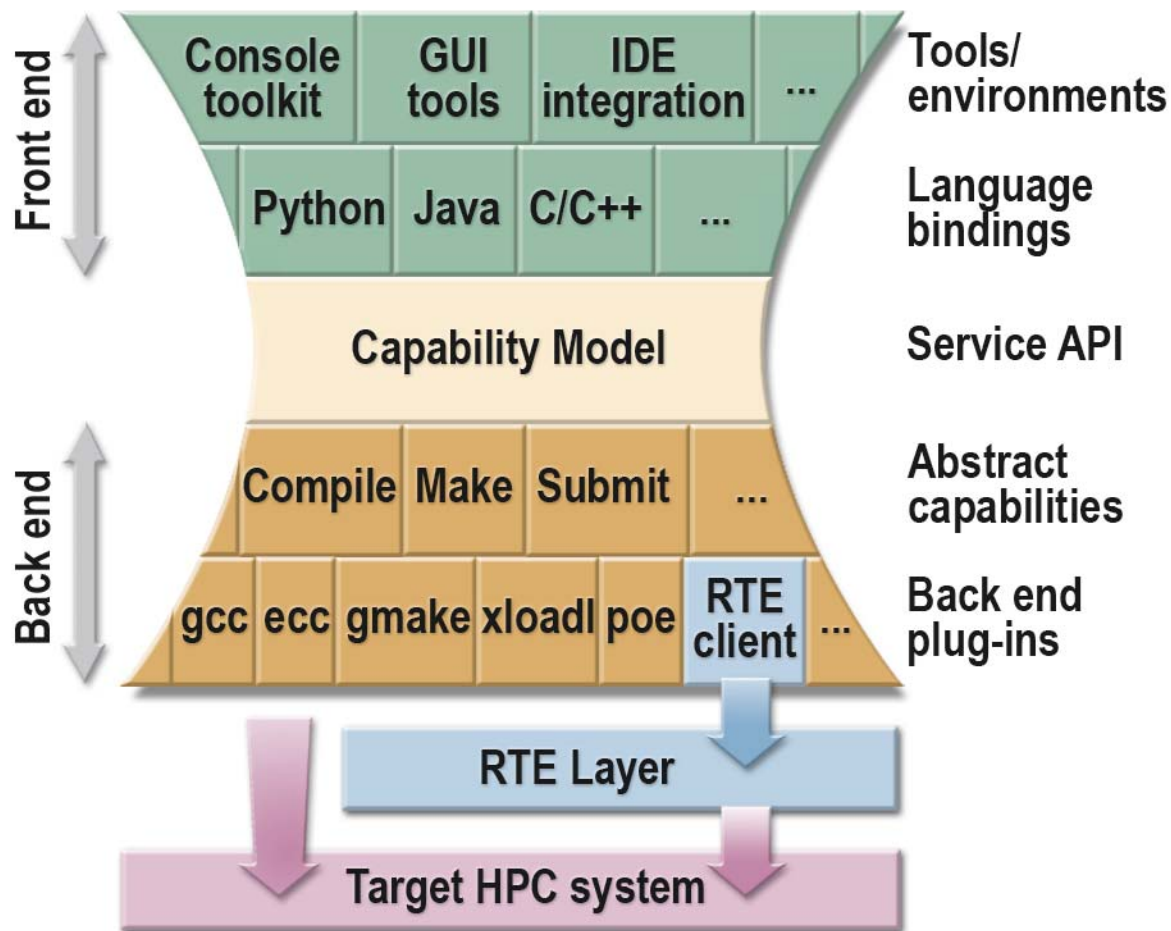 Front end
Console
toolkit
GUI
tools
IDE
integration
...
Tools/
environments
Python
Java
C/C++
...
Language
bindings
Capability Model
Service API
Back end
Compile
Make
Submit
...
Abstract
capabilities
gcc
ecc
gmake
xloadl
poe
RTE
client
...
Back end
plug-ins
RTE Layer
Target HPC system